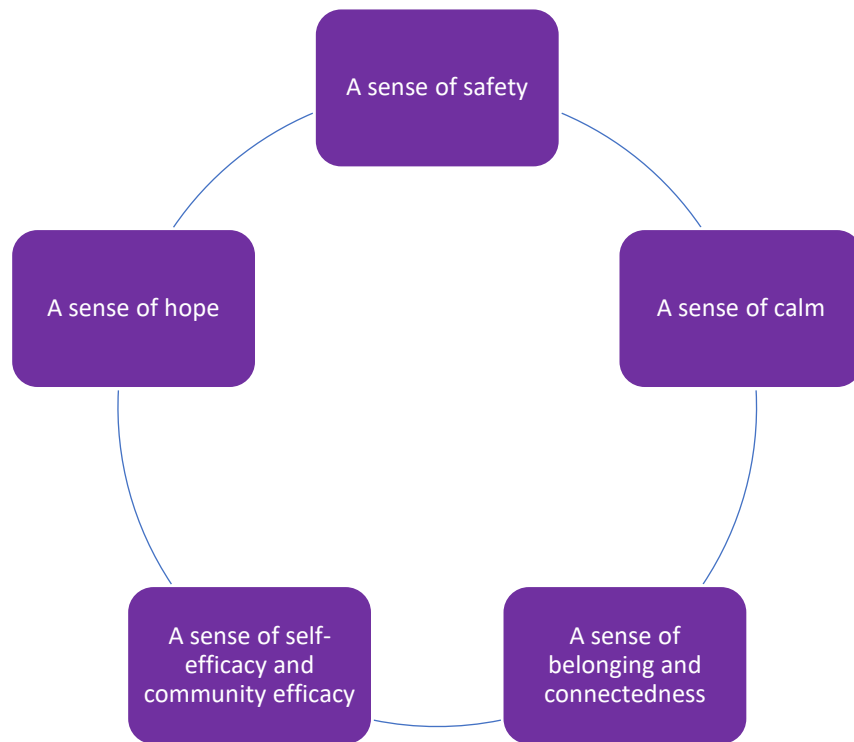 A sense of safety
A sense of calm
A sense of
belonging and
connectedness
A sense of self-
efficacy and
community efficacy
A sense of hope